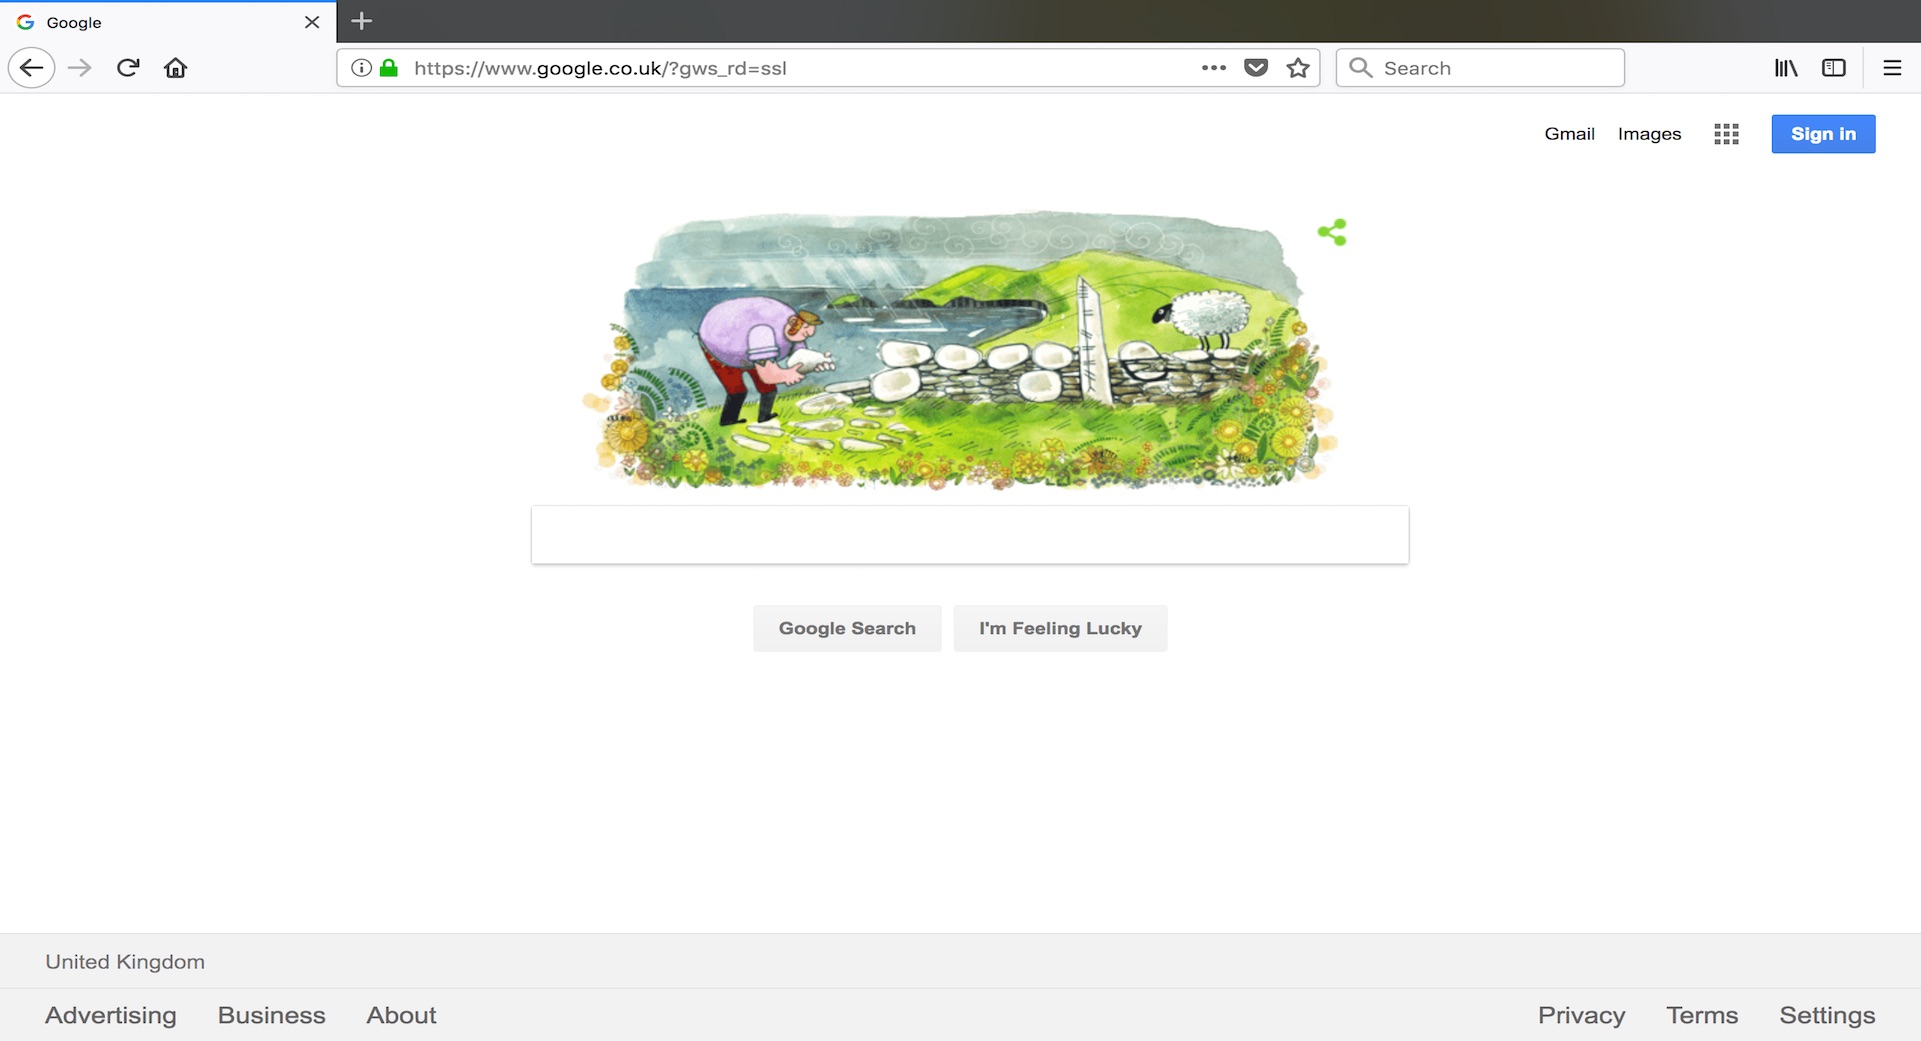 Google
https://www.google.co.uk/?gws_rd=ssl
Search
Gmail Images Sign in
Google Search I'm Feeling Lucky
United Kingdom
Advertising Business About Privacy Terms Settings